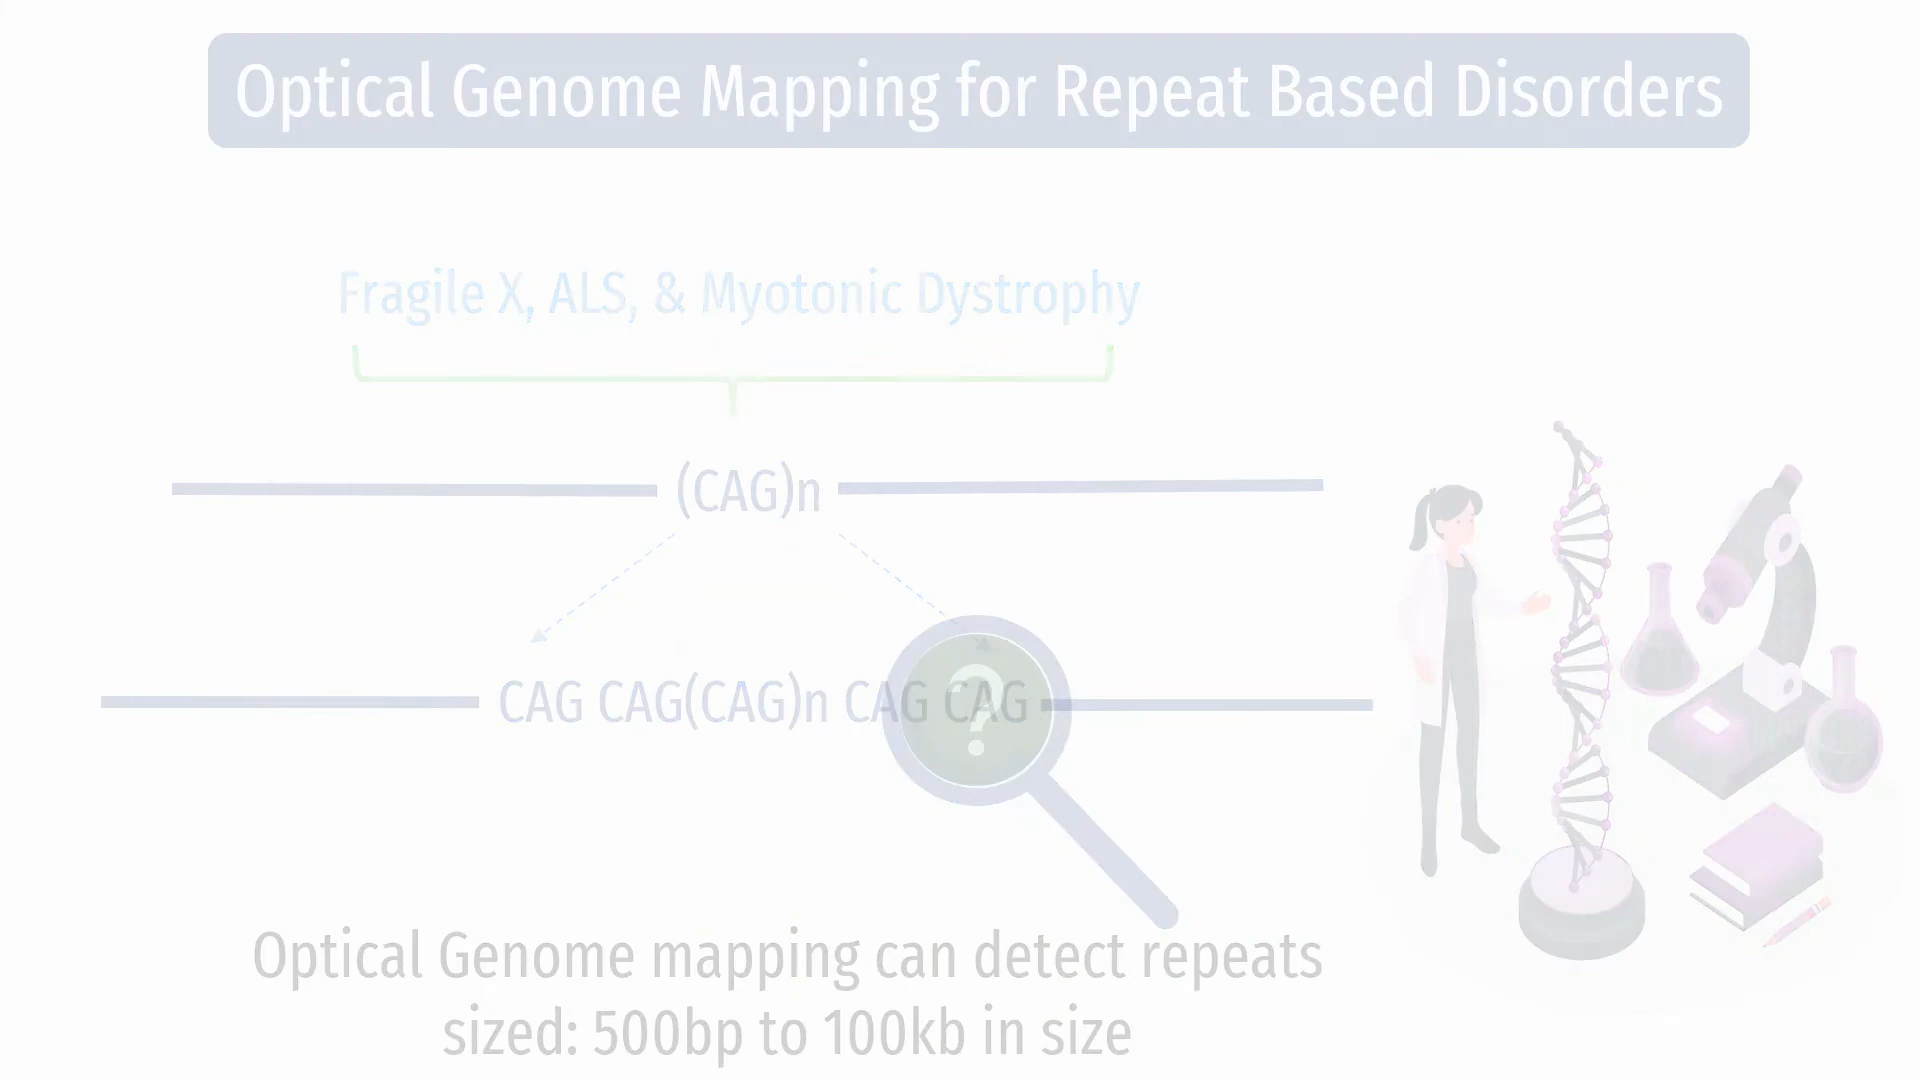 Optical Genome Mapping for Repeat Based Disorders
Fragile X, ALS, & Myotonic Dystrophy
(CAG)n
CAG CAG(CAG)n CAG CAG
?
Optical Genome mapping can detect repeats
sized: 500bp to 100kb in size